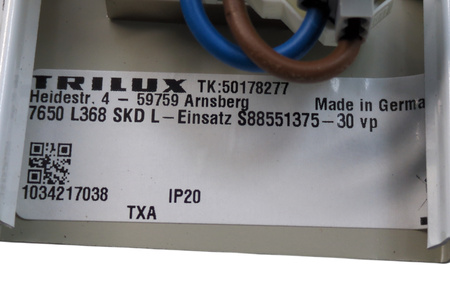 TRILUX TK:50178277
Heidestr. 4 - 59759 Arnsberg Made in Germa
7650 L368 SKD L-Einsatz S88551375-30 vp
1034217038 IP20
TXA